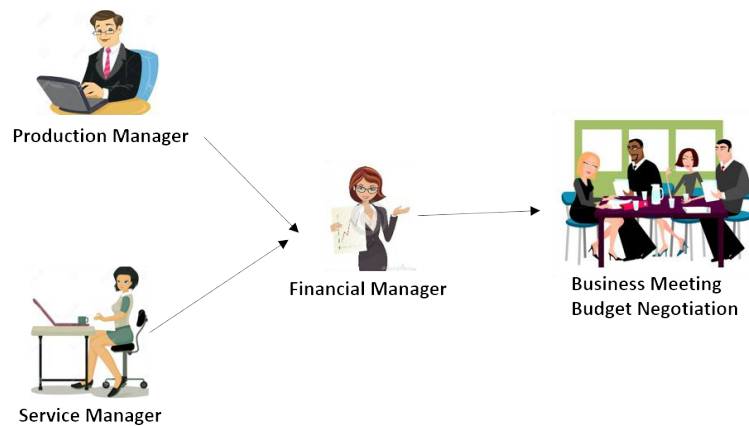 Production Manager
Financial Manager
Business Meeting
Budget Negotiation
Service Manager